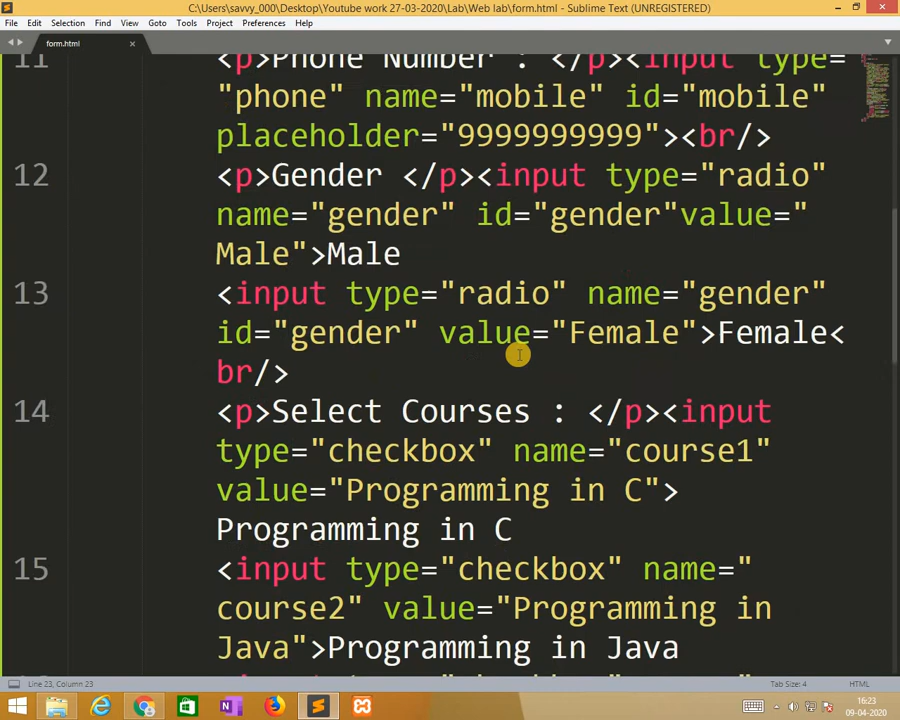 C:\Users\savvy_000\Desktop\Youtube work 27-03-2020\Lab\Web lab\form.html - Sublime Text (UNREGISTERED)
File Edit Selection Find View Goto Tools Project Preferences Help
form.html
11 <p>Phone Number : </p><input type=
"phone" name="mobile" id="mobile"
placeholder="9999999999"><br/>
12 <p>Gender </p><input type="radio"
name="gender" id="gender"value="
Male">Male
13 <input type="radio" name="gender"
id="gender" value="Female">Female<
br/>
14 <p>Select Courses : </p><input
type="checkbox" name="course1"
value="Programming in C">
Programming in C
15 <input type="checkbox" name="
course2" value="Programming in
Java">Programming in Java
Line 23, Column 23
Tab Size: 4
HTML
16:23
09-04-2020